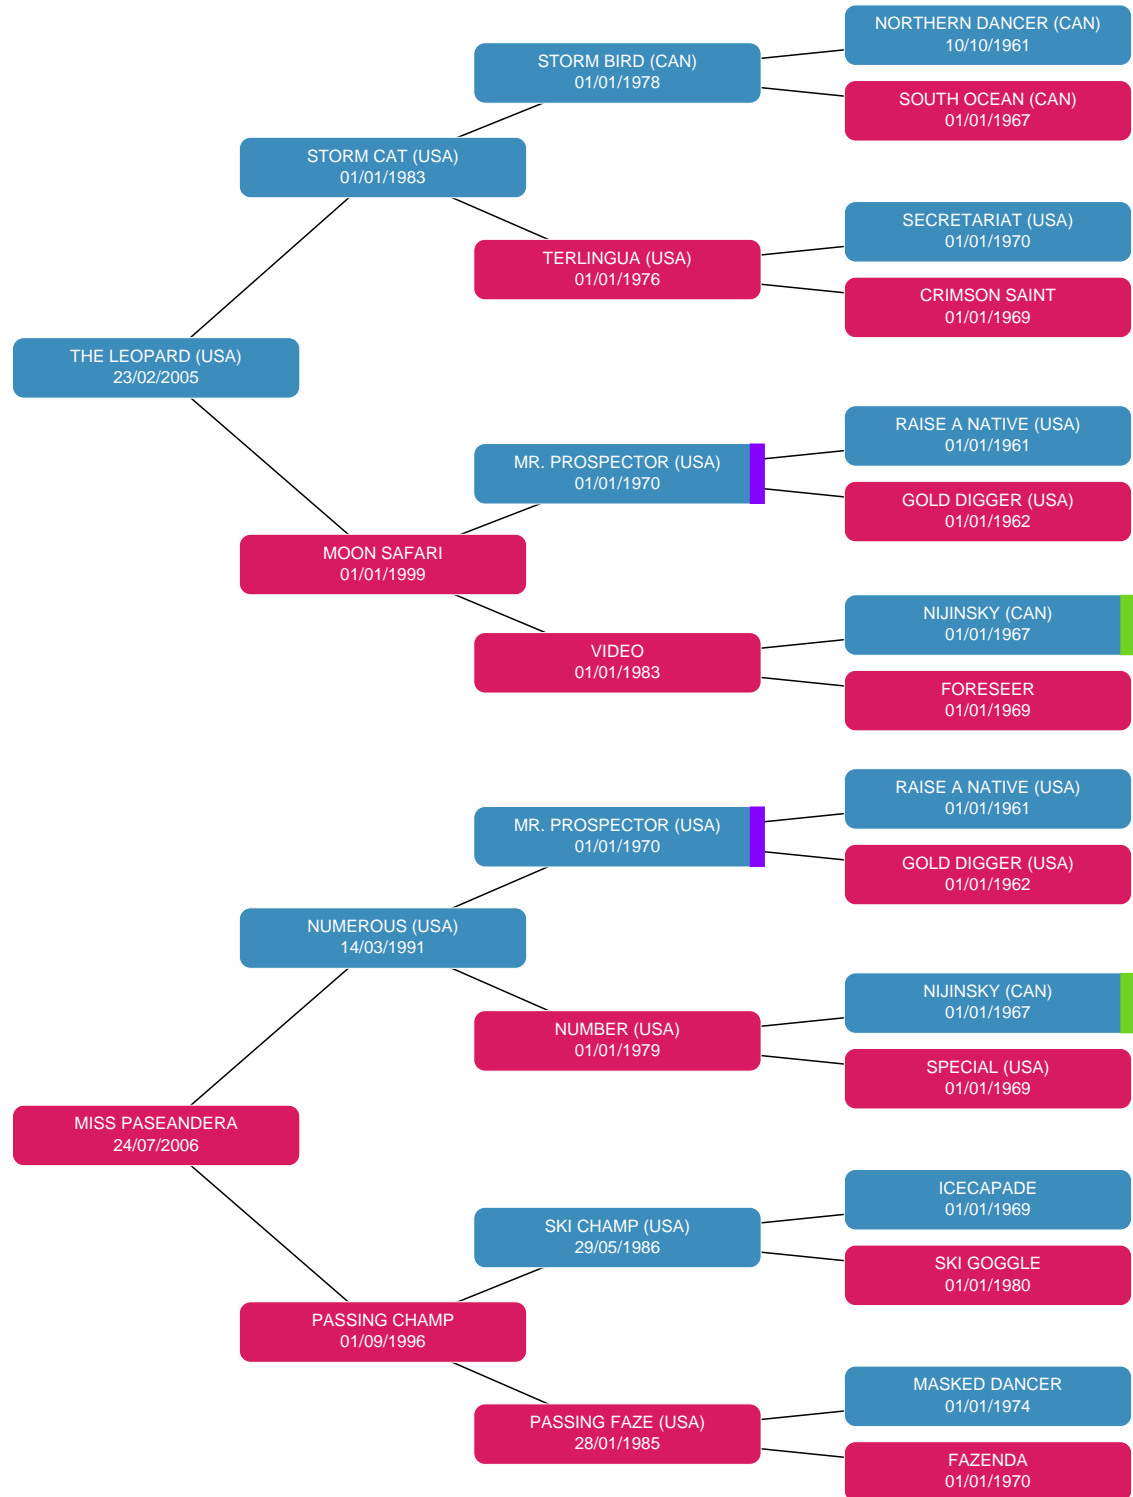 NORTHERN DANCER (CAN)
10/10/1961
STORM BIRD (CAN)
01/01/1978
SOUTH OCEAN (CAN)
01/01/1967
STORM CAT (USA)
01/01/1983
SECRETARIAT (USA)
01/01/1970
TERLINGUA (USA)
01/01/1976
CRIMSON SAINT
01/01/1969
THE LEOPARD (USA)
23/02/2005
RAISE A NATIVE (USA)
01/01/1961
MR. PROSPECTOR (USA)
01/01/1970
GOLD DIGGER (USA)
01/01/1962
MOON SAFARI
01/01/1999
NIJINSKY (CAN)
01/01/1967
VIDEO
01/01/1983
FORESEER
01/01/1969
RAISE A NATIVE (USA)
01/01/1961
MR. PROSPECTOR (USA)
01/01/1970
GOLD DIGGER (USA)
01/01/1962
NUMEROUS (USA)
14/03/1991
NIJINSKY (CAN)
01/01/1967
NUMBER (USA)
01/01/1979
SPECIAL (USA)
01/01/1969
MISS PASEANDERA
24/07/2006
ICECAPADE
01/01/1969
SKI CHAMP (USA)
29/05/1986
SKI GOGGLE
01/01/1980
PASSING CHAMP
01/09/1996
MASKED DANCER
01/01/1974
PASSING FAZE (USA)
28/01/1985
FAZENDA
01/01/1970